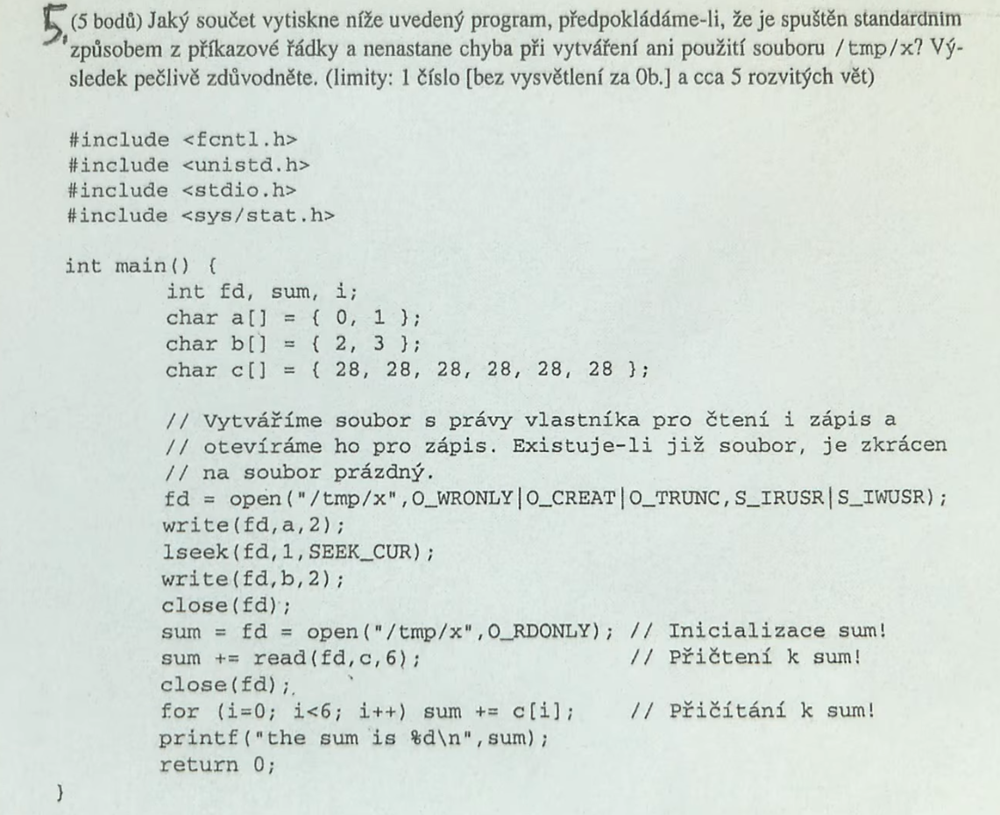 5, (5 bodů) Jaký součet vytiskne níže uvedený program, předpokládáme-li, že je spuštěn standardním
způsobem z příkazové řádky a nenastane chyba při vytváření ani použití souboru /tmp/x? Vý-
sledek pečlivě zdůvodněte. (limity: 1 číslo [bez vysvětlení za 0b.] a cca 5 rozvitých vět)
#include <fcntl.h>
#include <unistd.h>
#include <stdio.h>
#include <sys/stat.h>
int main() {
int fd, sum, i;
char a[] = { 0, 1 };
char b[] = { 2, 3 };
char c[] = { 28, 28, 28, 28, 28, 28 };
// Vytváříme soubor s právy vlastníka pro čtení i zápis a
// otevíráme ho pro zápis. Existuje-li již soubor, je zkrácen
// na soubor prázdný.
fd = open("/tmp/x",O_WRONLY|O_CREAT|O_TRUNC,S_IRUSR|S_IWUSR);
write(fd,a,2);
lseek(fd,1,SEEK_CUR);
write(fd,b,2);
close(fd);
sum = fd = open("/tmp/x",O_RDONLY); // Inicializace sum!
sum += read(fd,c,6); // Přičtení k sum!
close(fd);
for (i=0; i<6; i++) sum += c[i]; // Přičítání k sum!
printf("the sum is %d\n",sum);
return 0;
}